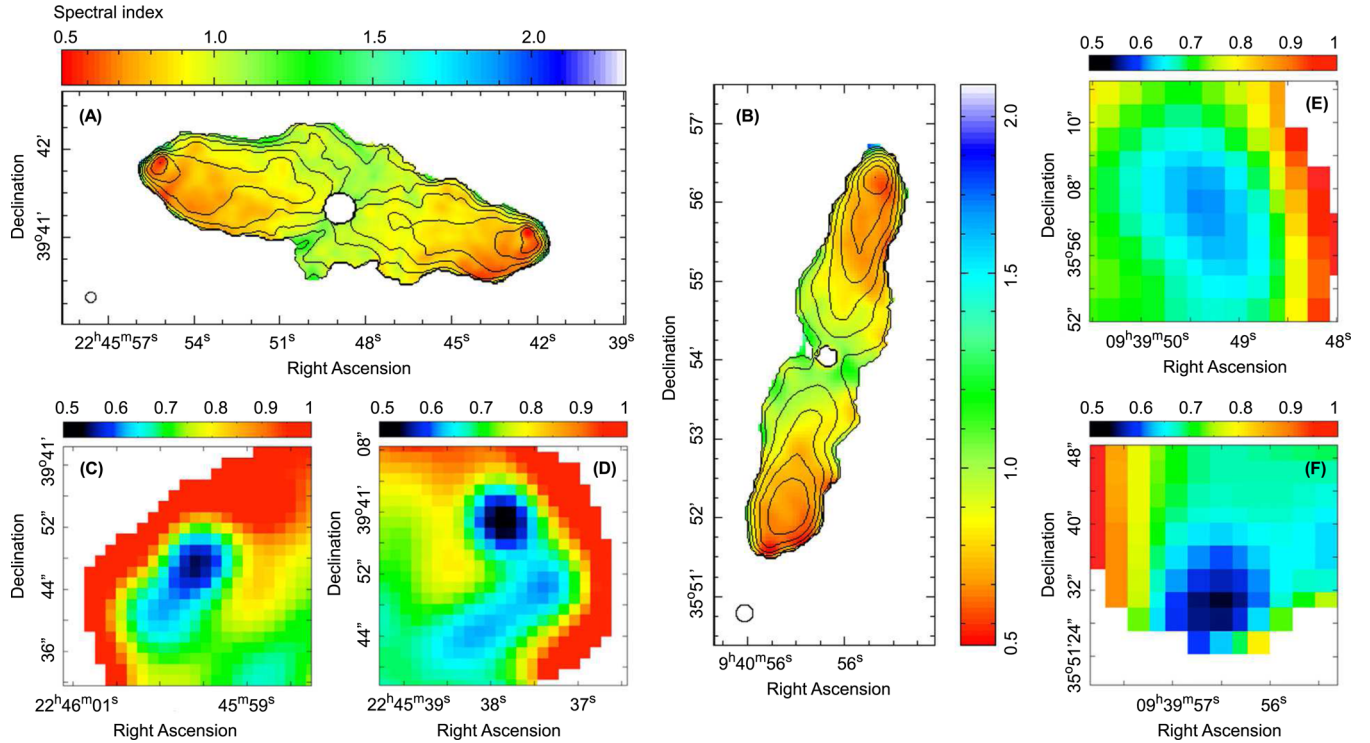 Spectral index
0.5 1.0 1.5 2.0
(A)
Declination
42'
39°41'
22ʰ45ᵐ57ˢ 54ˢ 51ˢ 48ˢ 45ˢ 42ˢ 39ˢ
Right Ascension
(B)
Declination
57'
56'
55'
54'
53'
52'
35°51'
9ʰ40ᵐ56ˢ 56ˢ
Right Ascension
2.0
1.5
1.0
0.5
0.5 0.6 0.7 0.8 0.9 1
(C)
Declination
39°41'
52"
44"
36"
22ʰ46ᵐ01ˢ 45ˢ59ˢ
Right Ascension
0.5 0.6 0.7 0.8 0.9 1
(D)
Declination
08"
39°41'
52"
44"
22ʰ45ᵐ39ˢ 38ˢ 37ˢ
Right Ascension
0.5 0.6 0.7 0.8 0.9 1
(E)
Declination
10"
08"
35°56'
52'
09ʰ39ᵐ50ˢ 49ˢ 48ˢ
Right Ascension
0.5 0.6 0.7 0.8 0.9 1
(F)
Declination
48"
40"
32"
35°51'24"
09ʰ39ᵐ57ˢ 56ˢ
Right Ascension